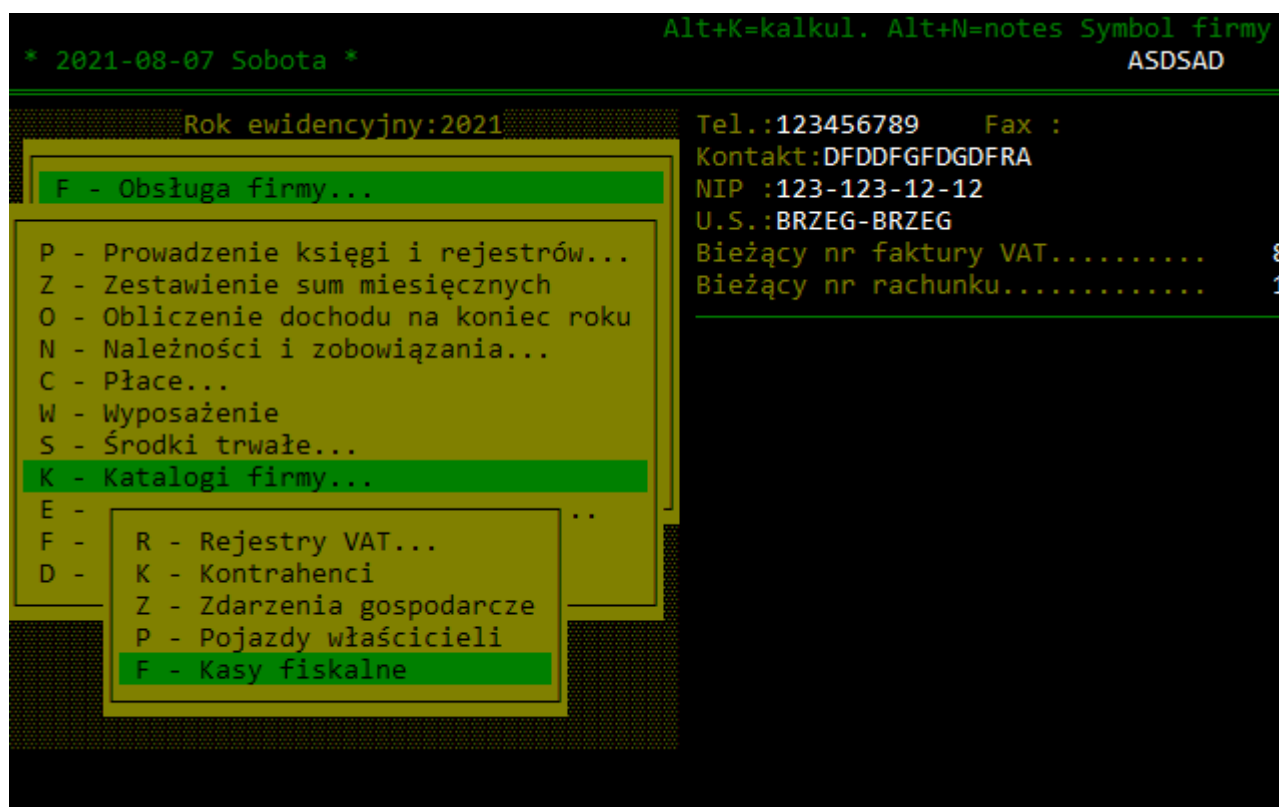 Alt+K=kalkul. Alt+N=notes Symbol firmy
* 2021-08-07 Sobota *
ASDSAD
Rok ewidencyjny:2021
F - Obsługa firmy...
P - Prowadzenie księgi i rejestrów...
Z - Zestawienie sum miesięcznych
O - Obliczenie dochodu na koniec roku
N - Należności i zobowiązania...
C - Płace...
W - Wyposażenie
S - Środki trwałe...
K - Katalogi firmy...
E - ..
F -
D -
R - Rejestry VAT...
K - Kontrahenci
Z - Zdarzenia gospodarcze
P - Pojazdy właścicieli
F - Kasy fiskalne
Tel.:123456789 Fax :
Kontakt:DFDDFGFDGDFRA
NIP :123-123-12-12
U.S.:BRZEG-BRZEG
Bieżący nr faktury VAT.......... 8
Bieżący nr rachunku............. 1